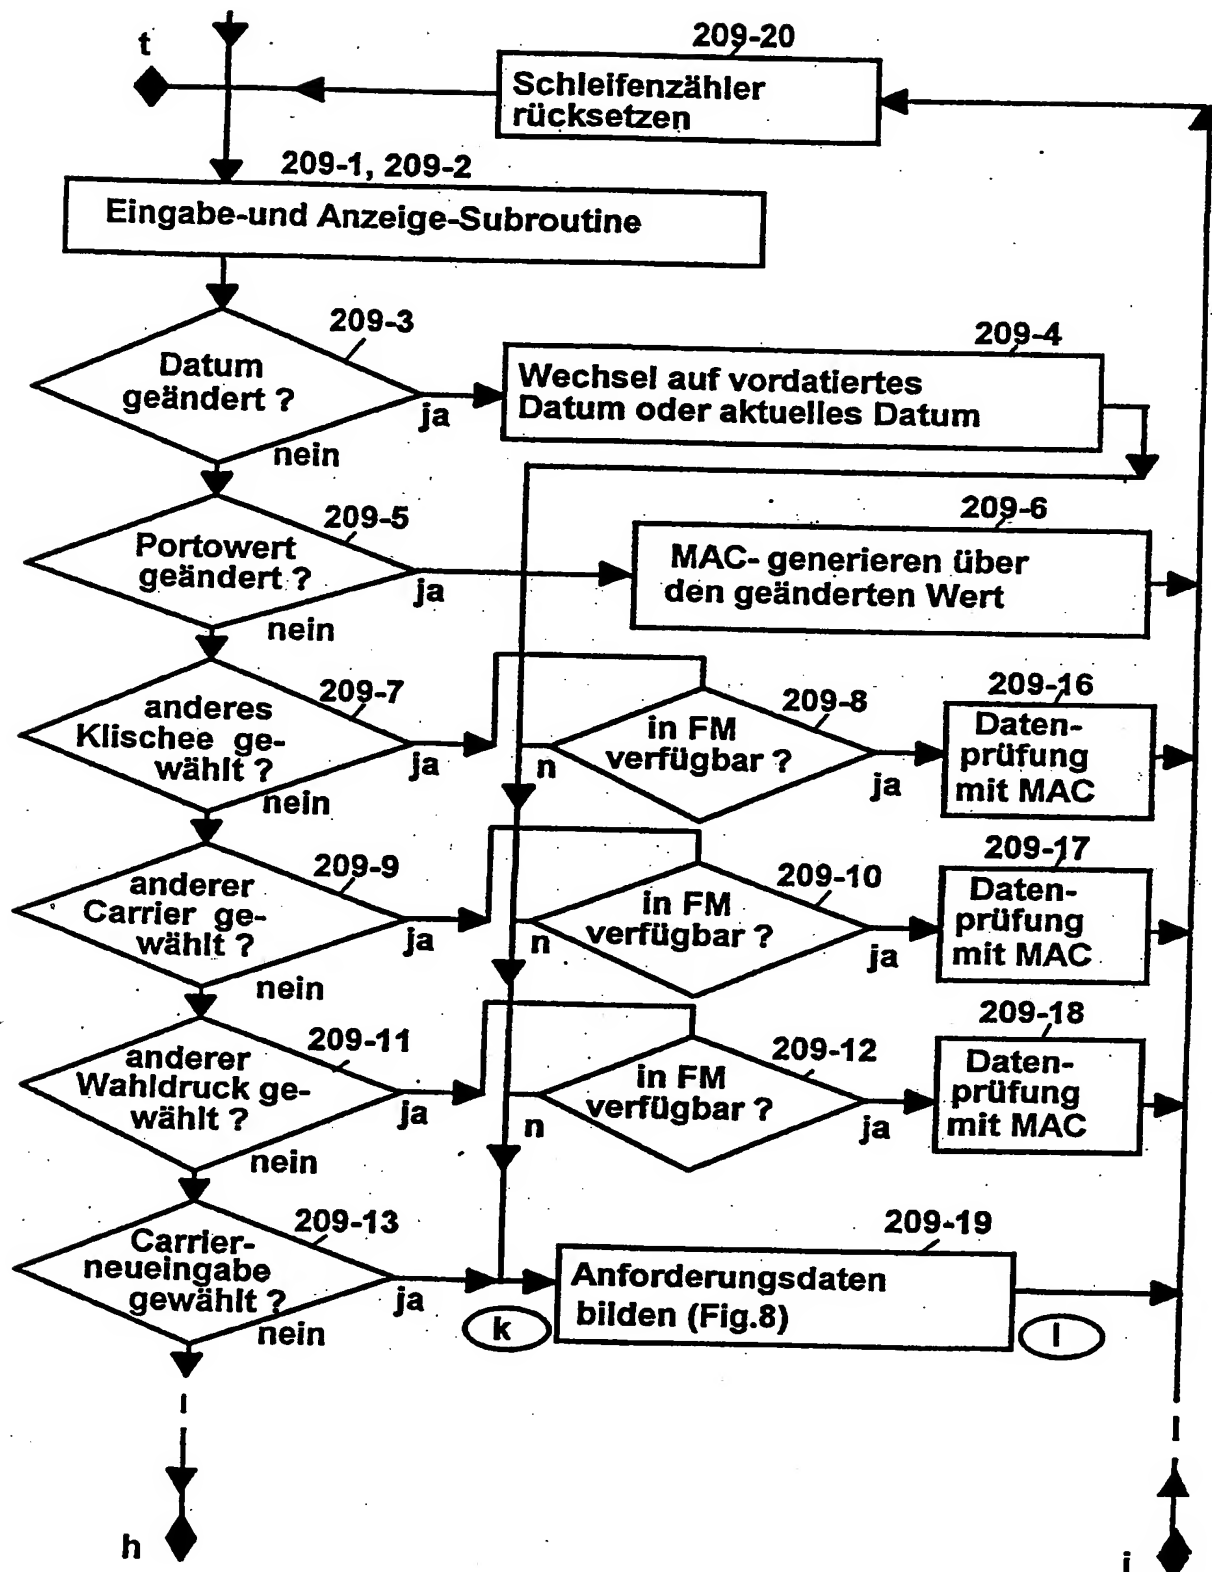 t
209-20
Schleifenzähler
rücksetzen
209-1, 209-2
Eingabe-und Anzeige-Subroutine
209-3
Datum
geändert ?
ja
nein
209-4
Wechsel auf vordatiertes
Datum oder aktuelles Datum
209-5
Portowert
geändert ?
ja
nein
209-6
MAC- generieren über
den geänderten Wert
209-7
anderes
Klischee ge-
wählt ?
ja
nein
209-8
in FM
verfügbar ?
n
ja
209-16
Daten-
prüfung
mit MAC
209-9
anderer
Carrier ge-
wählt ?
ja
nein
209-10
in FM
verfügbar ?
n
ja
209-17
Daten-
prüfung
mit MAC
209-11
anderer
Wahldruck ge-
wählt ?
ja
nein
209-12
in FM
verfügbar ?
n
ja
209-18
Daten-
prüfung
mit MAC
209-13
Carrier-
neueingabe
gewählt ?
ja
nein
k
209-19
Anforderungsdaten
bilden (Fig.8)
l
h